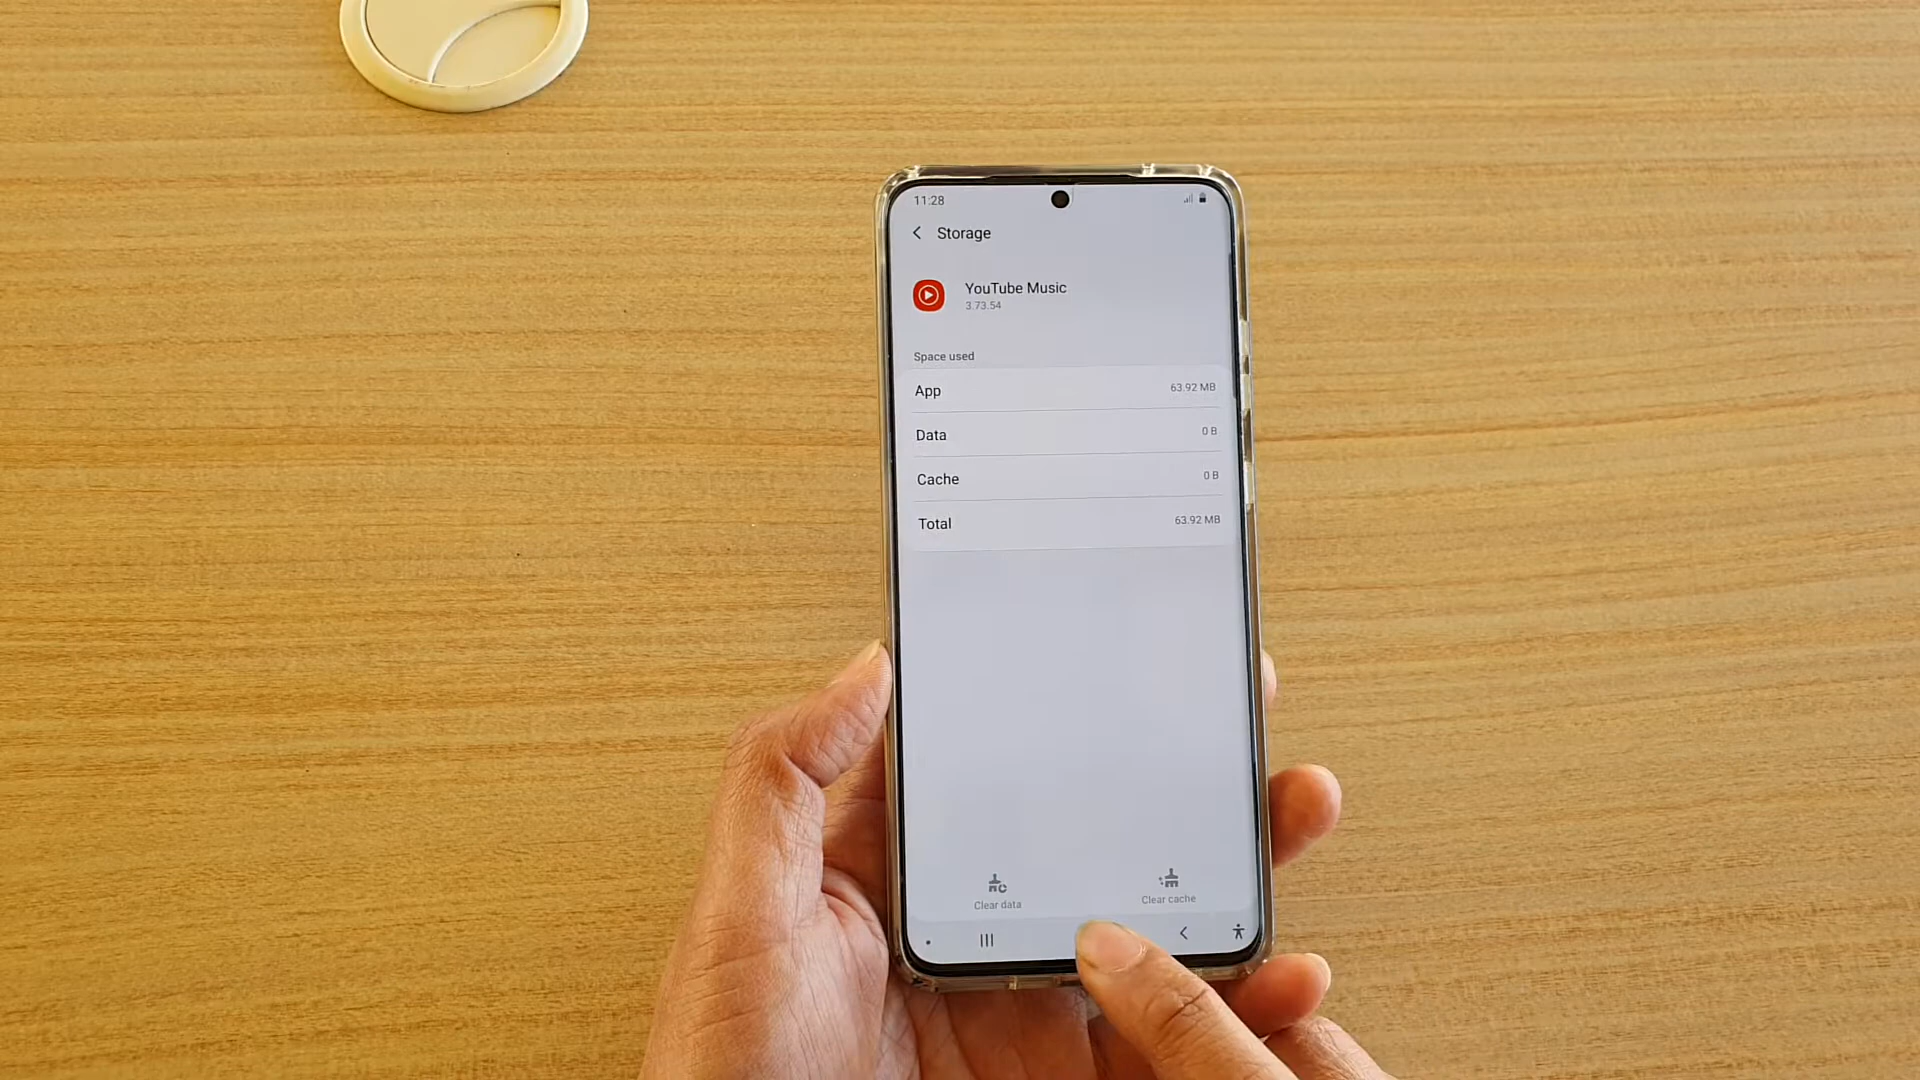 11:28
Storage
YouTube Music
3.73.54
Space used
App 63.92 MB
Data 0 B
Cache 0 B
Total 63.92 MB
Clear data
Clear cache